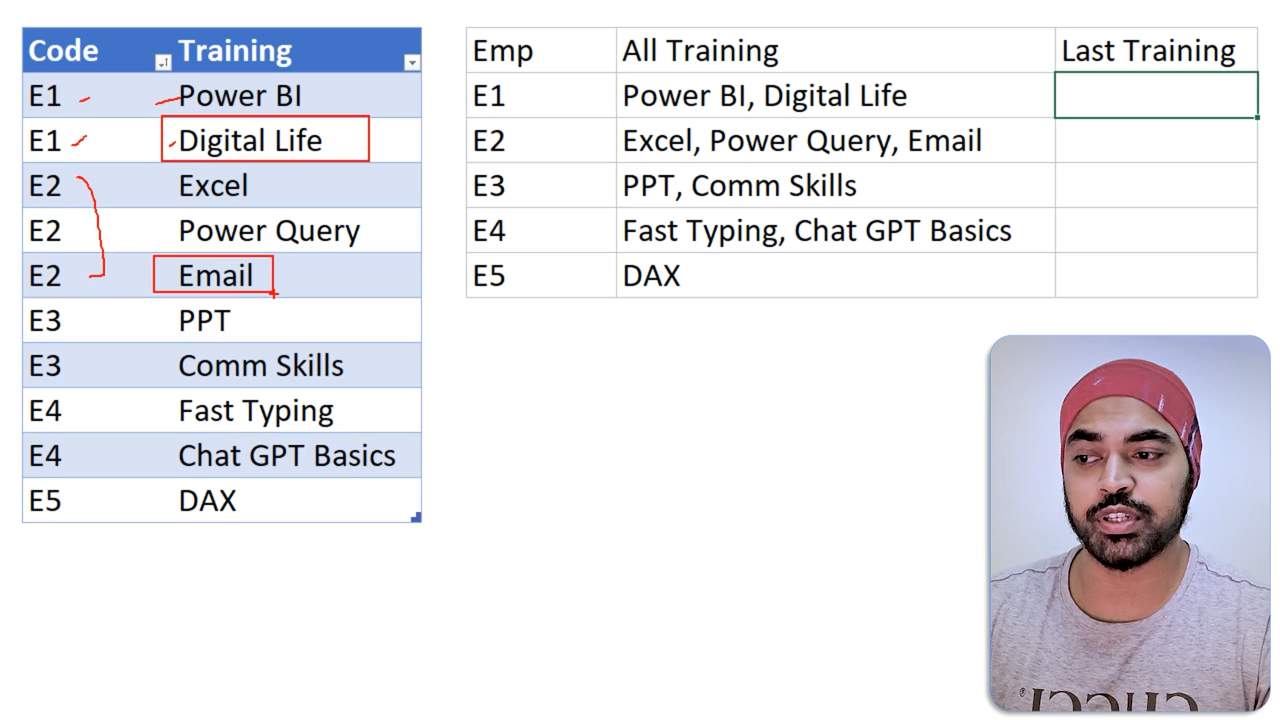 Code Training
E1 Power BI
E1 Digital Life
E2 Excel
E2 Power Query
E2 Email
E3 PPT
E3 Comm Skills
E4 Fast Typing
E4 Chat GPT Basics
E5 DAX
Emp All Training Last Training
E1 Power BI, Digital Life
E2 Excel, Power Query, Email
E3 PPT, Comm Skills
E4 Fast Typing, Chat GPT Basics
E5 DAX